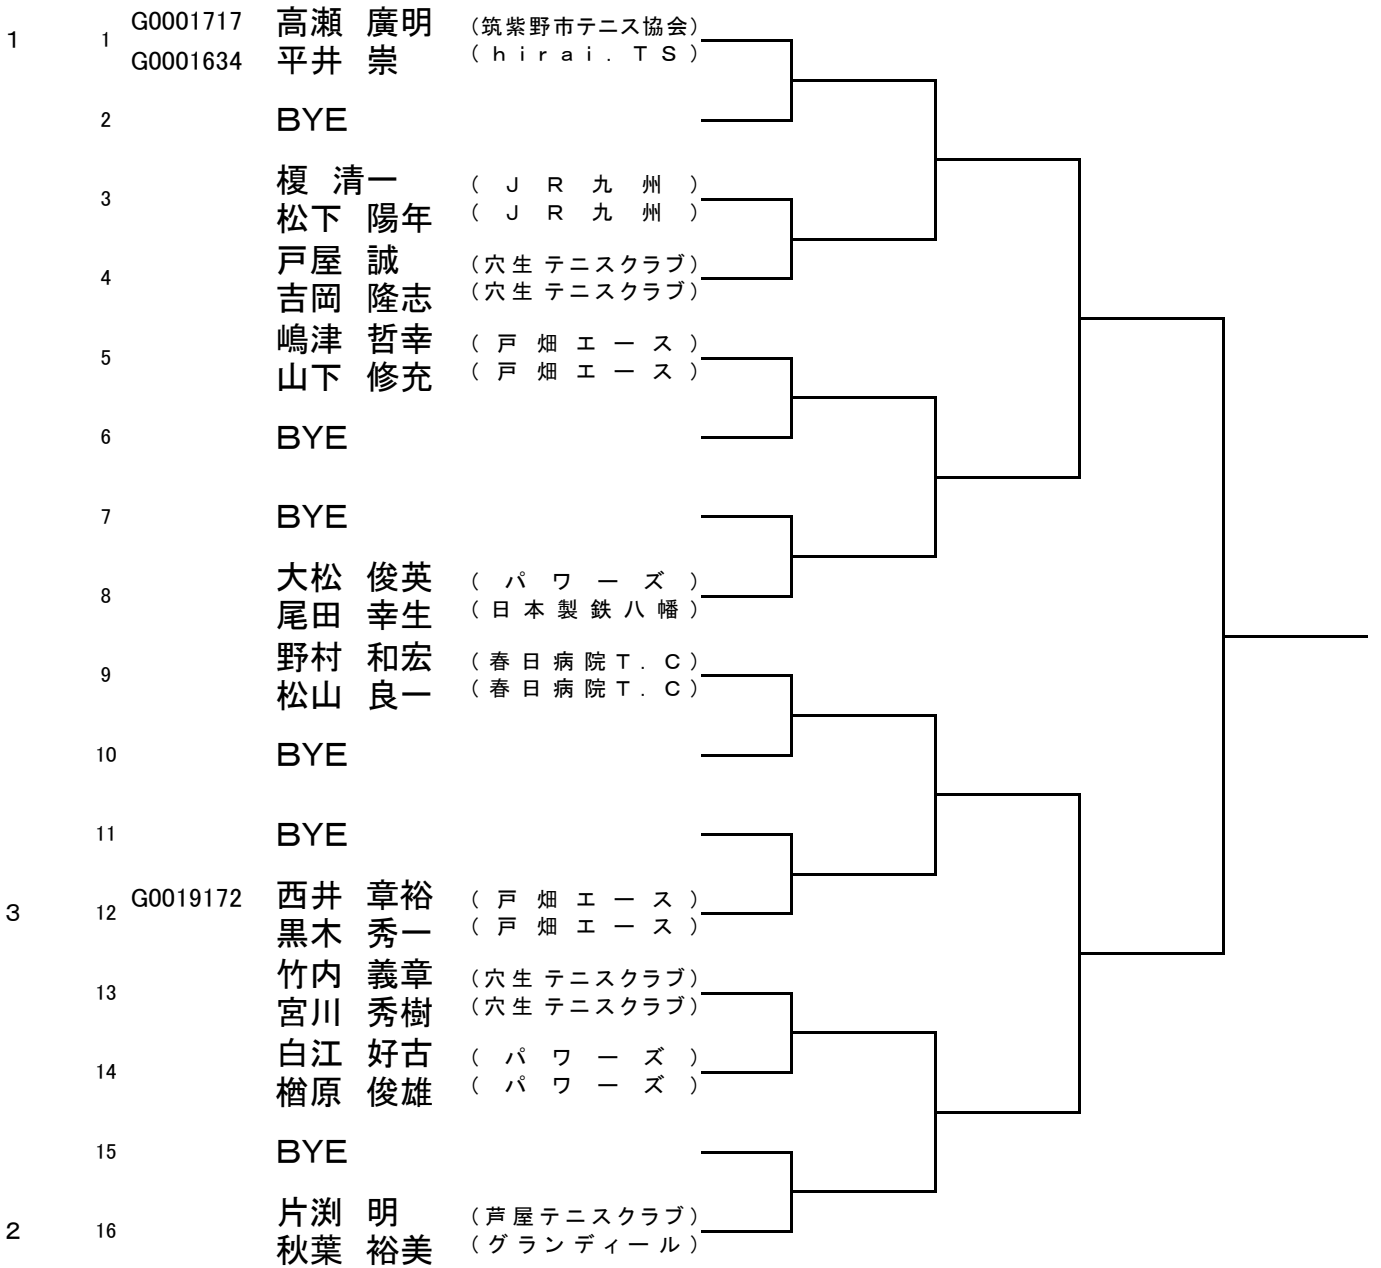 G0001717 高瀬 廣明 (筑紫野市テニス協会)
1 1
G0001634 平井 崇 (hirai.TS)
2 BYE
榎 清一 (JR九州)
3
松下 陽年 (JR九州)
戸屋 誠 (穴生テニスクラブ)
4
吉岡 隆志 (穴生テニスクラブ)
嶋津 哲幸 (戸畑エース)
5
山下 修充 (戸畑エース)
6 BYE
7 BYE
大松 俊英 (パワーズ)
8
尾田 幸生 (日本製鉄八幡)
野村 和宏 (春日病院T.C)
9
松山 良一 (春日病院T.C)
10 BYE
11 BYE
G0019172 西井 章裕 (戸畑エース)
3 12
黒木 秀一 (戸畑エース)
竹内 義章 (穴生テニスクラブ)
13
宮川 秀樹 (穴生テニスクラブ)
白江 好古 (パワーズ)
14
楢原 俊雄 (パワーズ)
15 BYE
片渕 明 (芦屋テニスクラブ)
2 16
秋葉 裕美 (グランディール)